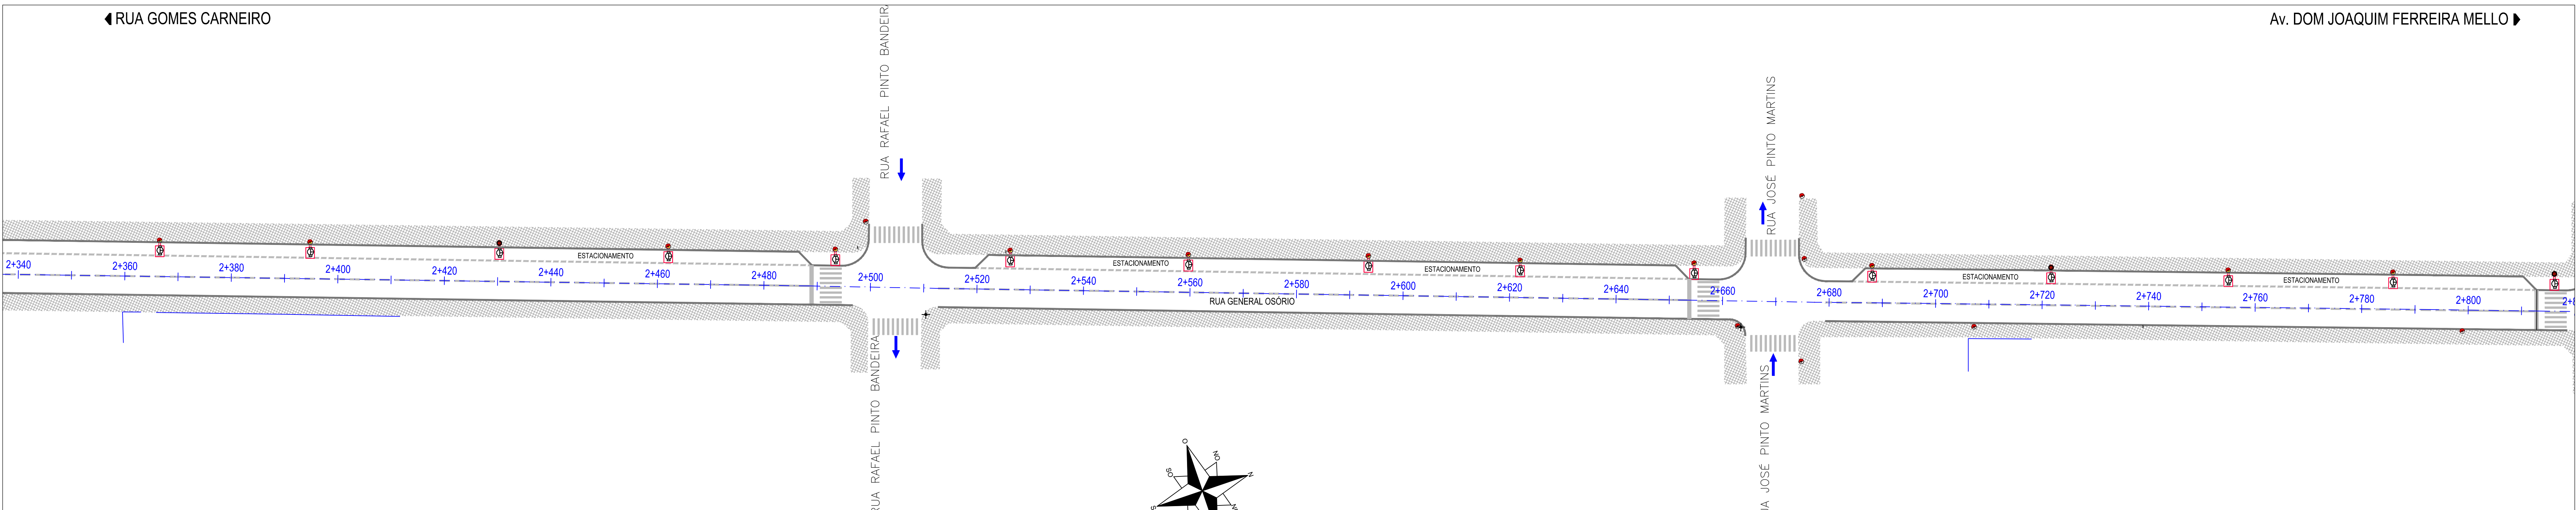 RUA GOMES CARNEIRO
Av. DOM JOAQUIM FERREIRA MELLO
RUA RAFAEL PINTO BANDEIRA
RUA JOSÉ PINTO MARTINS
ESTACIONAMENTO
ESTACIONAMENTO
ESTACIONAMENTO
ESTACIONAMENTO
ESTACIONAMENTO
2+340
2+360
2+380
2+400
2+420
2+440
2+460
2+480
2+500
2+520
2+540
2+560
2+580
2+600
2+620
2+640
2+660
2+680
2+700
2+720
2+740
2+760
2+780
2+800
RUA GENERAL OSÓRIO
RUA RAFAEL PINTO BANDEIRA
JOSÉ PINTO MARTINS
O
NO
N
SO
S